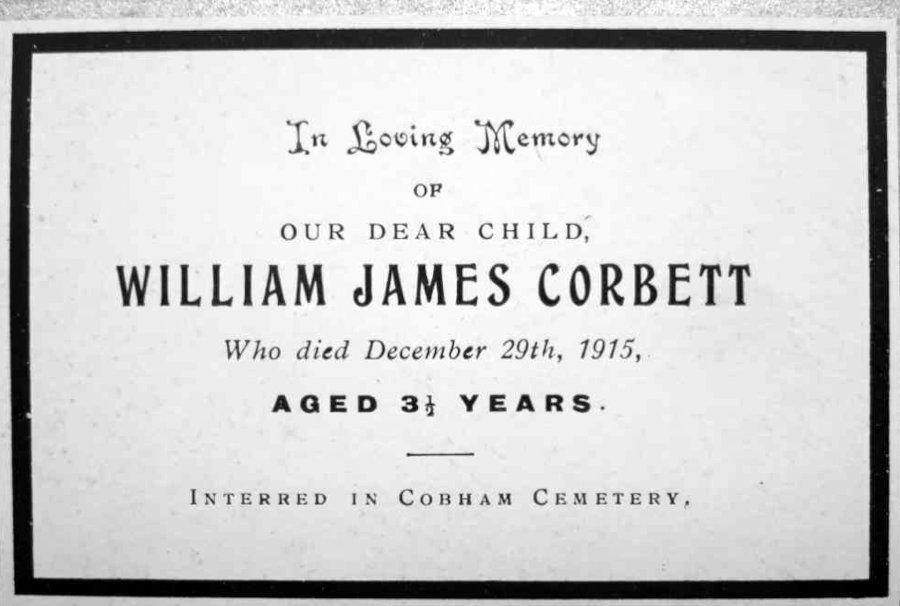 In Loving Memory
OF
OUR DEAR CHILD,
WILLIAM JAMES CORBETT
Who died December 29th, 1915,
AGED 3½ YEARS.
INTERRED IN COBHAM CEMETERY,